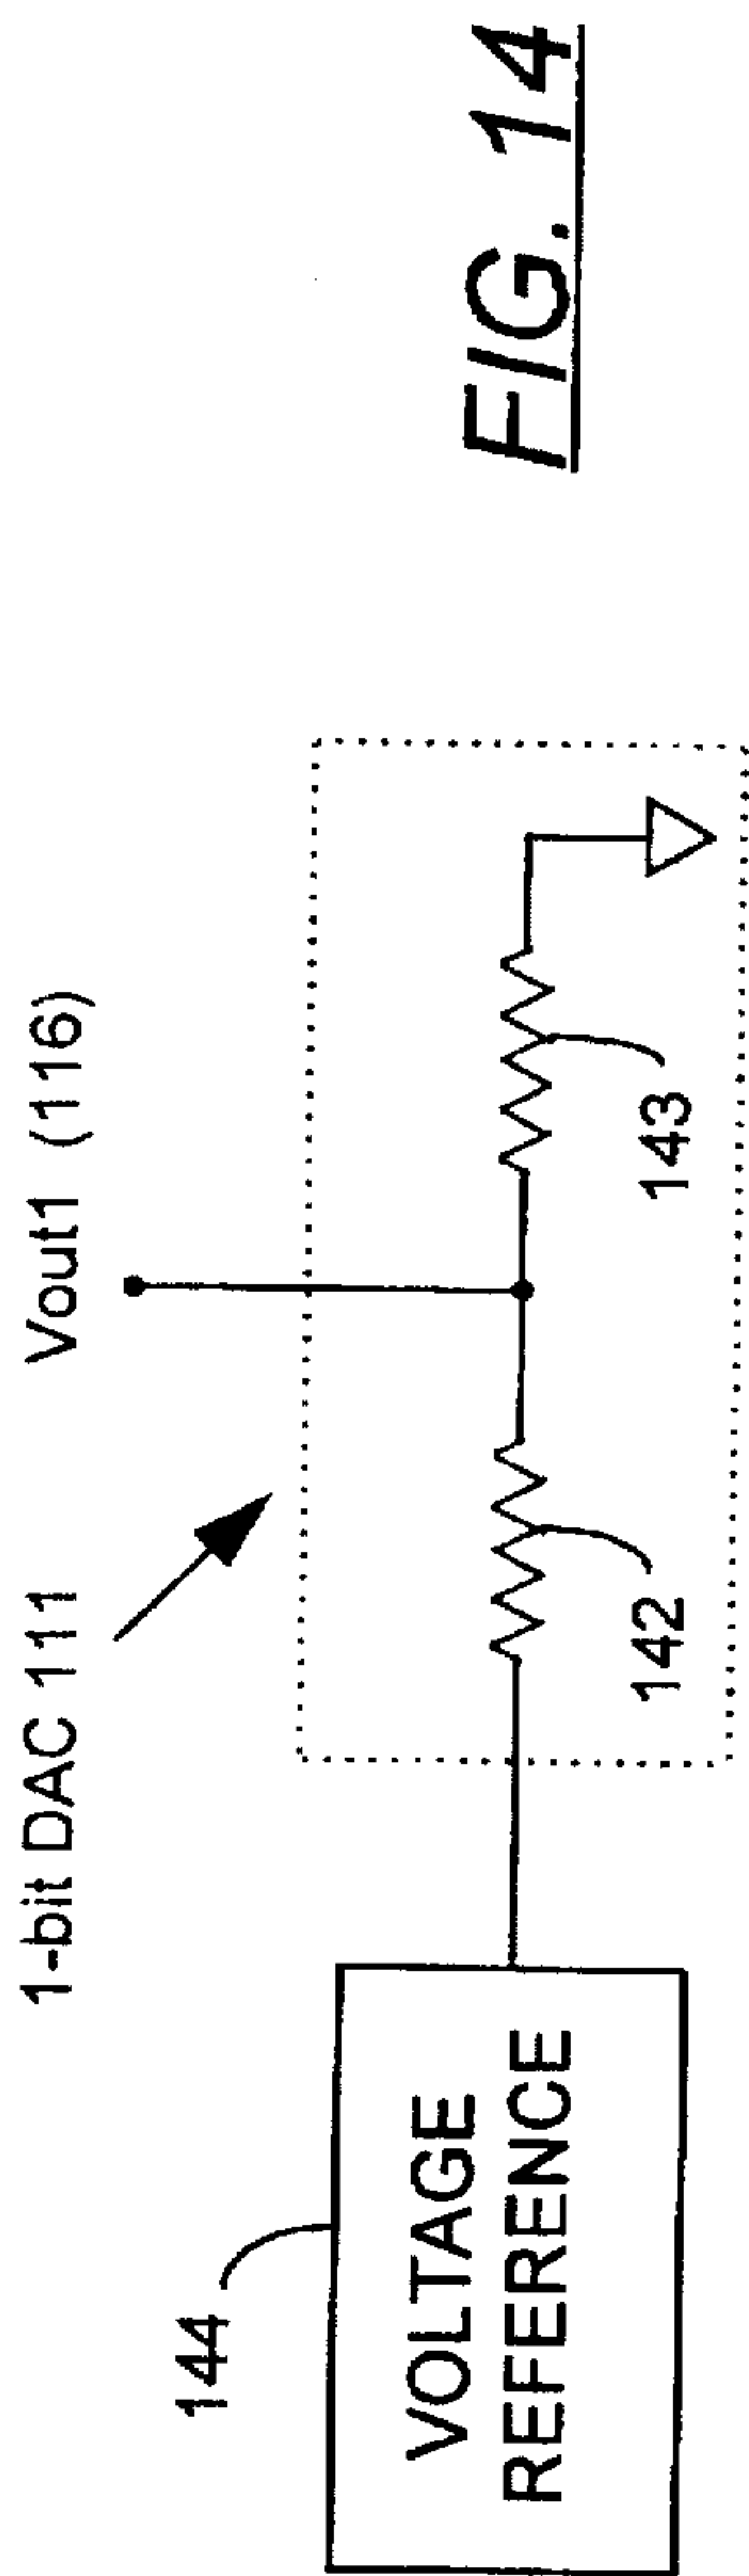 1-bit DAC 111
Vout1 (116)
144
VOLTAGE
REFERENCE
142
143
FIG. 14